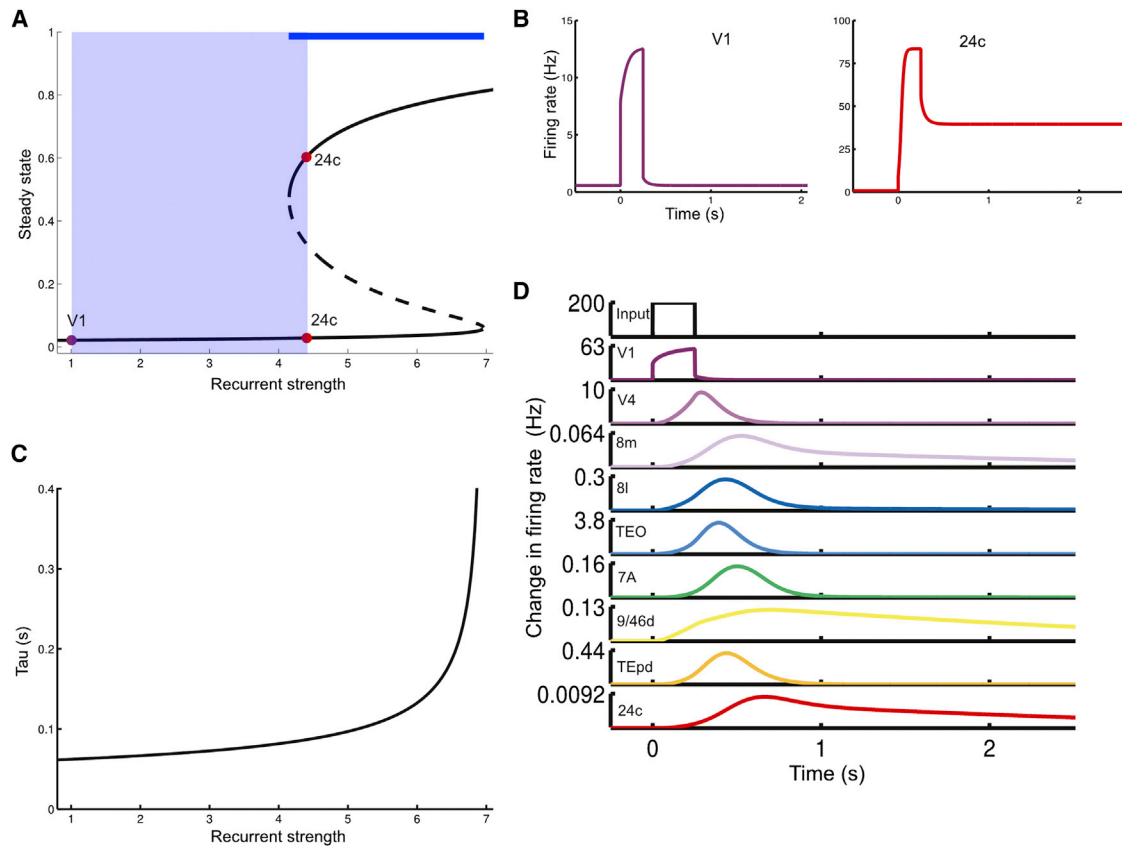 A
Steady state
1
0.8
0.6
0.4
0.2
0
V1
24c
24c
1 2 3 4 5 6 7
Recurrent strength
B
Firing rate (Hz)
15
10
5
0
V1
0 1 2
Time (s)
100
75
50
25
0
24c
0 1 2
C
Tau (s)
0.4
0.3
0.2
0.1
0
1 2 3 4 5 6 7
Recurrent strength
D
Change in firing rate (Hz)
200
Input
63
V1
10
V4
0.064
8m
0.3
8l
3.8
TEO
0.16
7A
0.13
9/46d
0.44
TEpd
0.0092
24c
0 1 2
Time (s)